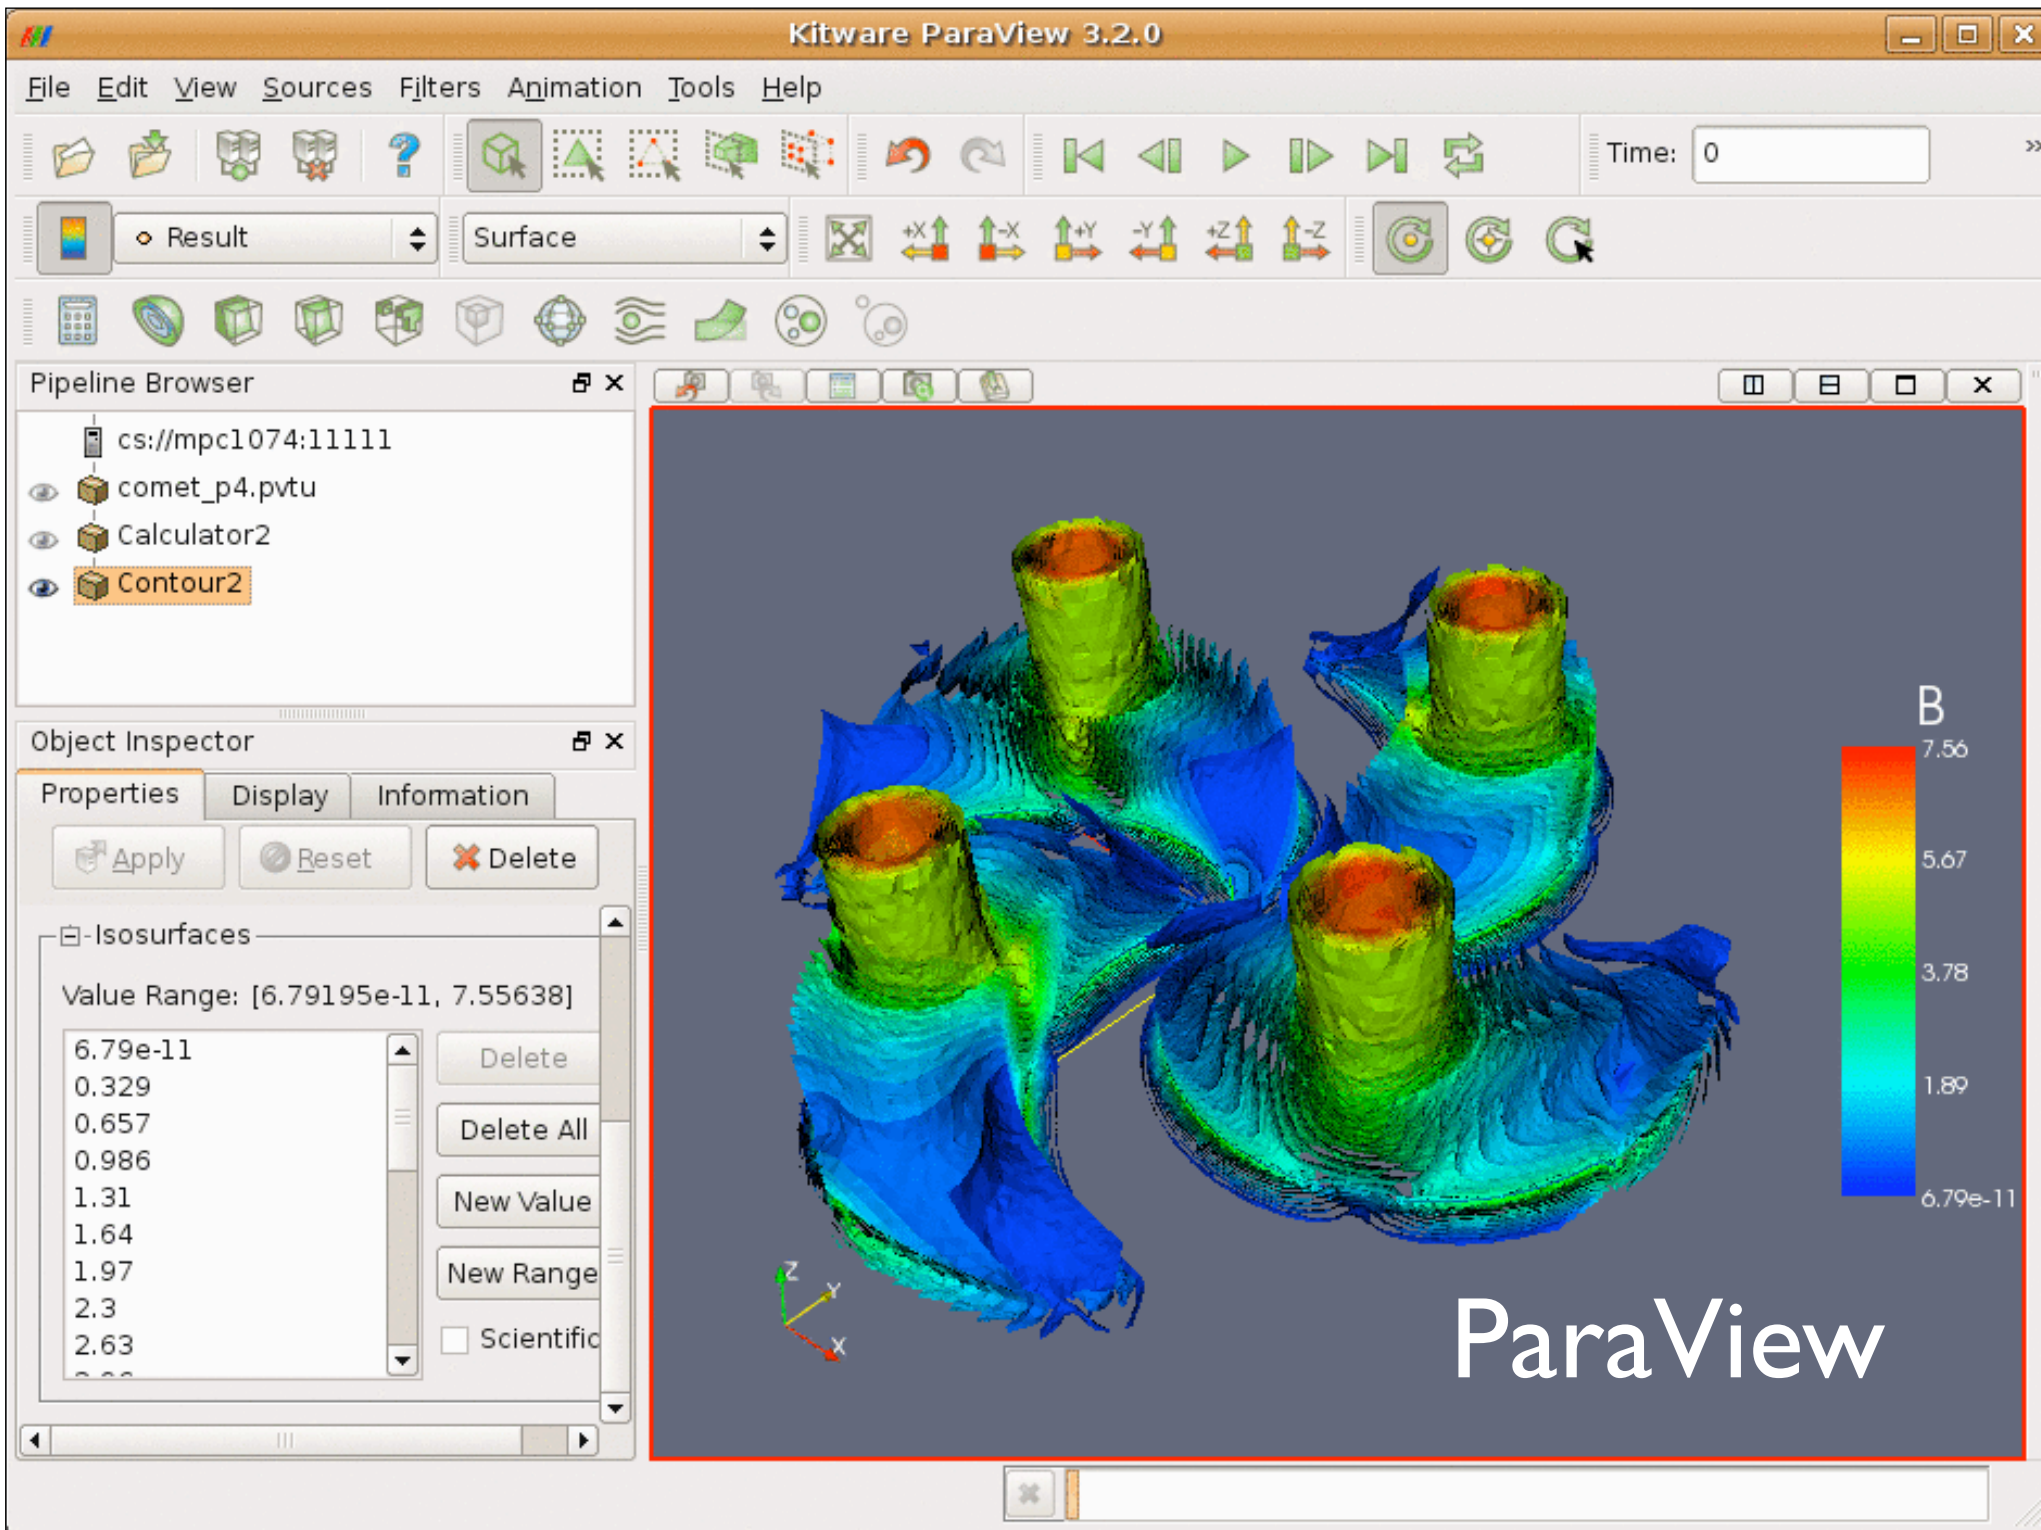 Kitware ParaView 3.2.0
File Edit View Sources Filters Animation Tools Help
Time: 0
Result Surface
+X -X +Y -Y +Z -Z
Pipeline Browser
cs://mpc1074:11111
comet_p4.pvtu
Calculator2
Contour2
Object Inspector
Properties Display Information
Apply Reset Delete
Isosurfaces
Value Range: [6.79195e-11, 7.55638]
6.79e-11
0.329
0.657
0.986
1.31
1.64
1.97
2.3
2.63
Delete
Delete All
New Value
New Range
Scientific
B
7.56
5.67
3.78
1.89
6.79e-11
Z
Y
X
ParaView